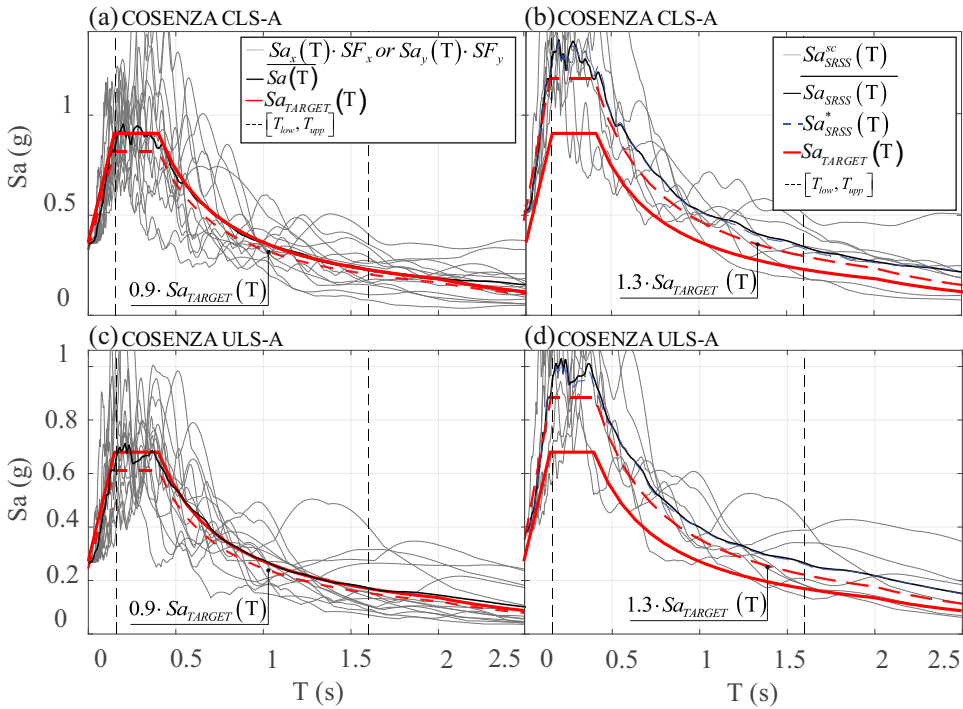 (a) COSENZA CLS-A
Sa_x(T)· SF_x or Sa_y(T)· SF_y
Sa(T)
Sa_TARGET(T)
[T_low, T_upp]
Sa (g)
1
0.5
0
0.9· Sa_TARGET(T)
(b) COSENZA CLS-A
Sa^sc_SRSS(T)
Sa_SRSS(T)
Sa^*_SRSS(T)
Sa_TARGET(T)
[T_low, T_upp]
1.3· Sa_TARGET(T)
(c) COSENZA ULS-A
Sa (g)
1
0.8
0.6
0.4
0.2
0
0.9· Sa_TARGET(T)
0 0.5 1 1.5 2 2.5
T (s)
(d) COSENZA ULS-A
1.3· Sa_TARGET(T)
0 0.5 1 1.5 2 2.5
T (s)